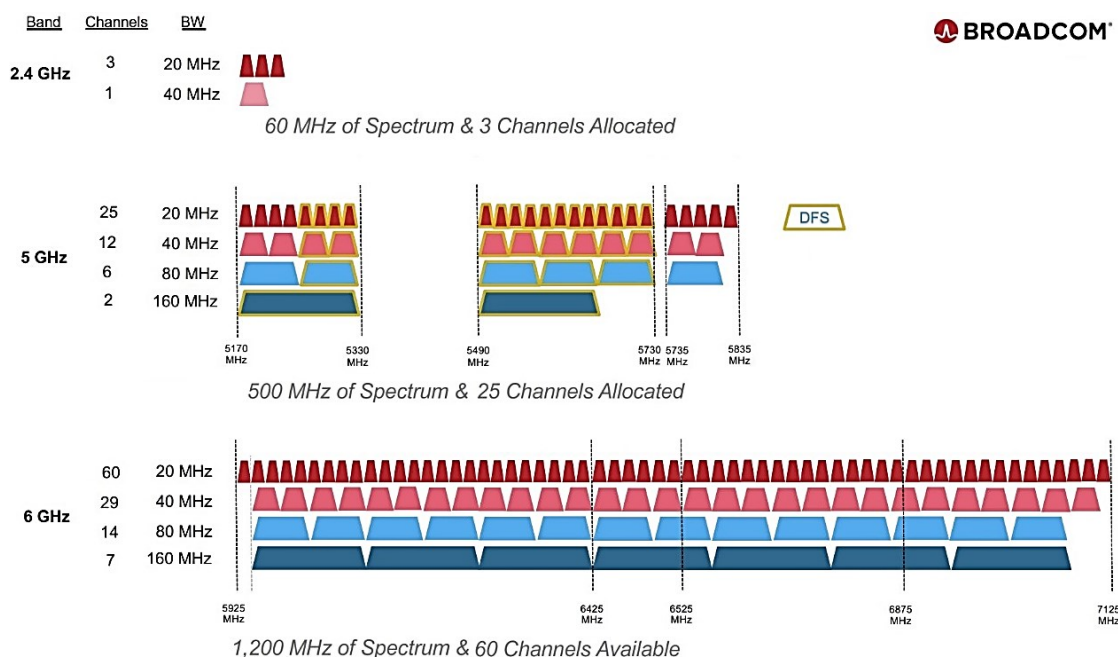 Band Channels BW
BROADCOM®
2.4 GHz
3 20 MHz
1 40 MHz
60 MHz of Spectrum & 3 Channels Allocated
5 GHz
25 20 MHz
12 40 MHz
6 80 MHz
2 160 MHz
DFS
5170 MHz
5330 MHz
5490 MHz
5730 MHz
5735 MHz
5835 MHz
500 MHz of Spectrum & 25 Channels Allocated
6 GHz
60 20 MHz
29 40 MHz
14 80 MHz
7 160 MHz
5925 MHz
6425 MHz
6525 MHz
6875 MHz
7125 MHz
1,200 MHz of Spectrum & 60 Channels Available